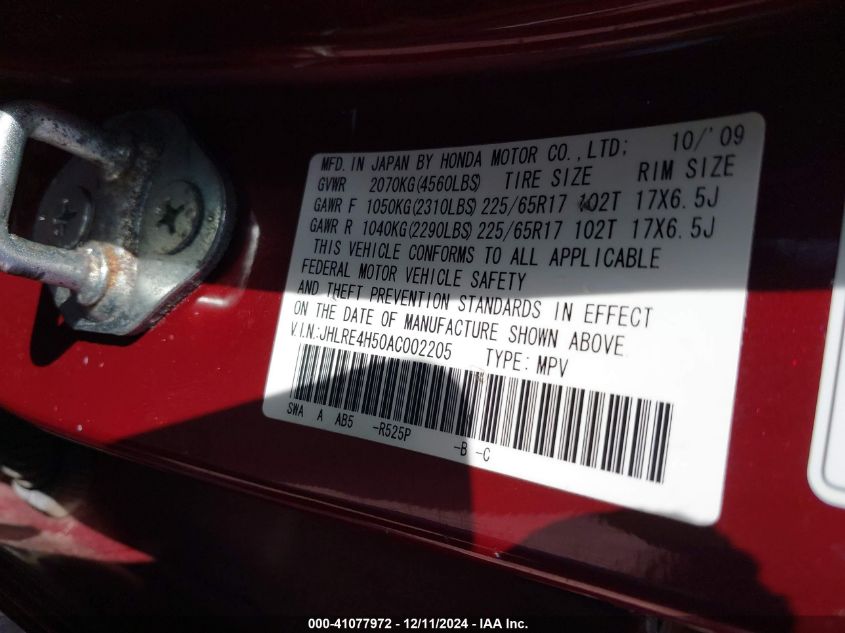 MFD. IN JAPAN BY HONDA MOTOR CO., LTD; 10/'09
GVWR 2070KG(4560LBS) TIRE SIZE RIM SIZE
GAWR F 1050KG(2310LBS) 225/65R17 102T 17X6.5J
GAWR R 1040KG(2290LBS) 225/65R17 102T 17X6.5J
THIS VEHICLE CONFORMS TO ALL APPLICABLE
FEDERAL MOTOR VEHICLE SAFETY
AND THEFT PREVENTION STANDARDS IN EFFECT
ON THE DATE OF MANUFACTURE SHOWN ABOVE.
V.I.N.:JHLRE4H50AC002205 TYPE: MPV
SWA A AB5 -R525P -B -C
000-41077972 - 12/11/2024 - IAA Inc.